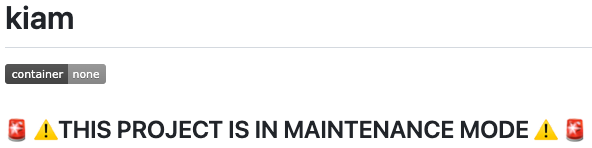 kiam
container none
🚨 ⚠️THIS PROJECT IS IN MAINTENANCE MODE ⚠️ 🚨